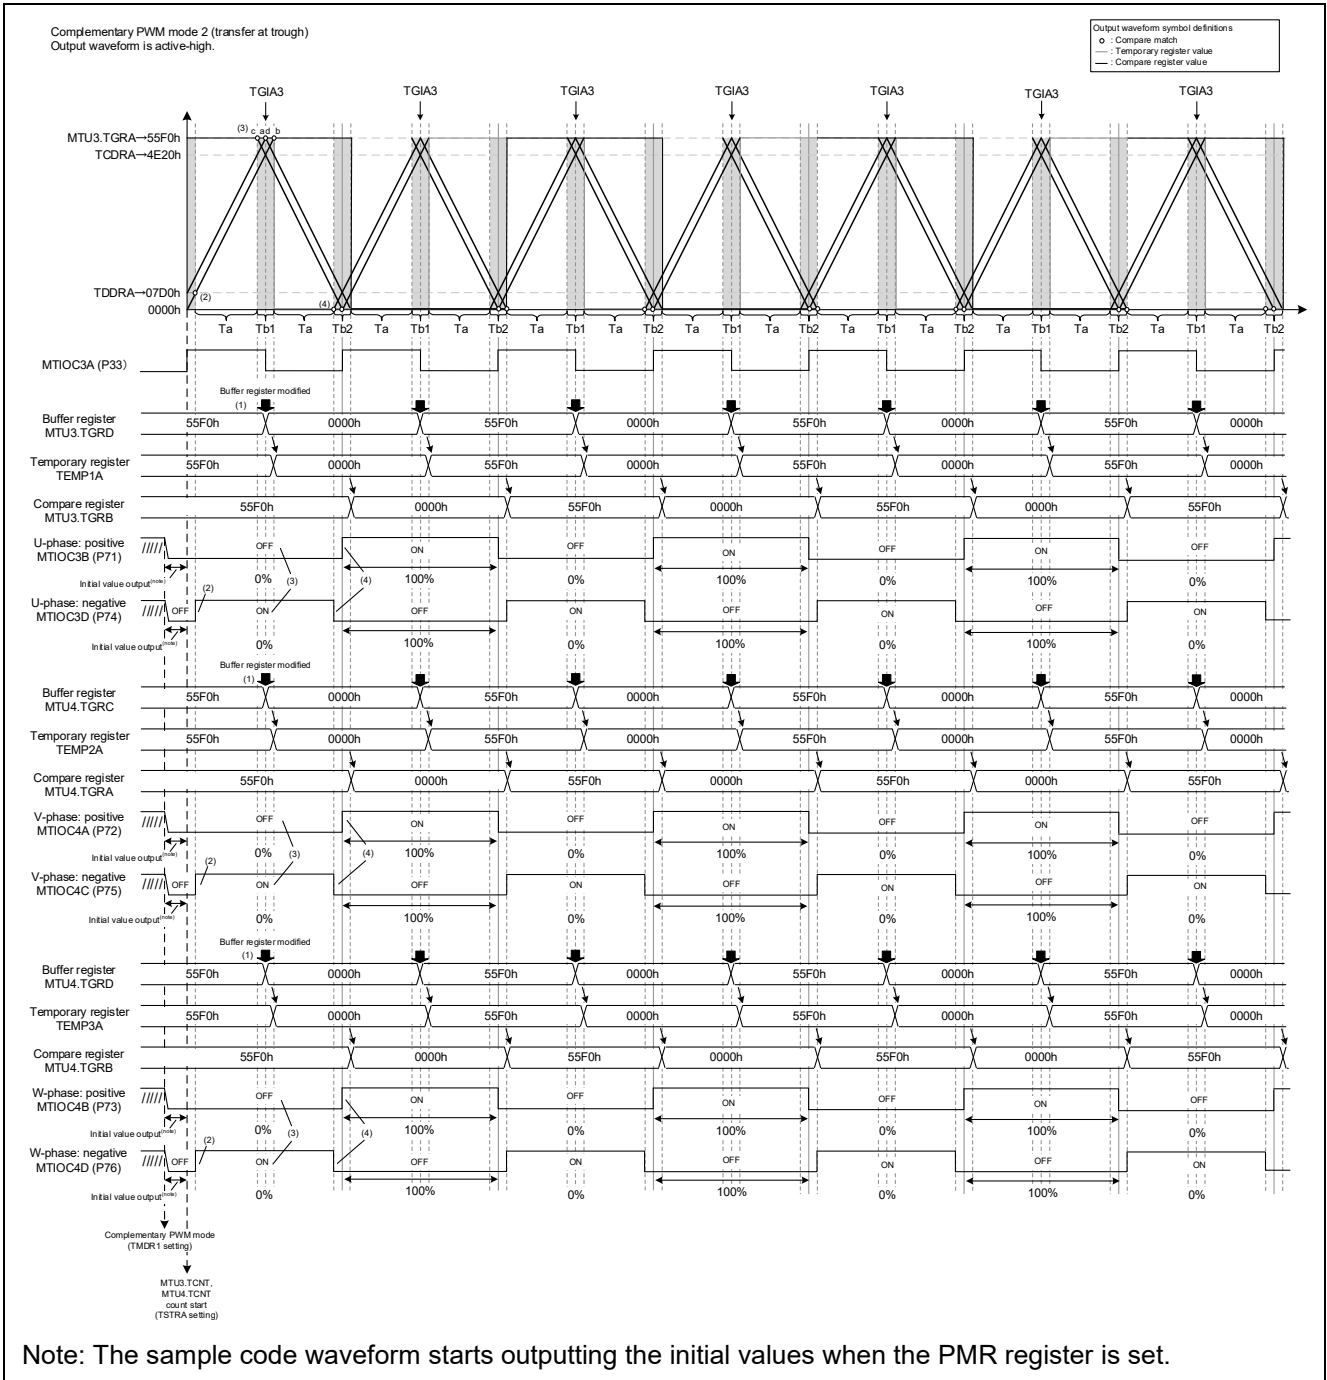 Complementary PWM mode 2 (transfer at trough)
Output waveform is active-high.
Output waveform symbol definitions
: Compare match
: Temporary register value
: Compare register value
TGIA3 TGIA3 TGIA3 TGIA3 TGIA3 TGIA3 TGIA3
(3) c ad b
MTU3.TGRA→55F0h
TCDRA→4E20h
TDDRA→07D0h
(2)
(4)
0000h
Ta Tb1 Ta Tb2 Ta Tb1 Ta Tb2 Ta Tb1 Ta Tb2 Ta Tb1 Ta Tb2 Ta Tb1 Ta Tb2 Ta Tb1 Ta Tb2 Ta Tb1 Ta Tb2
MTIOC3A (P33)
Buffer register modified
(1)
Buffer register
MTU3.TGRD
55F0h 0000h 55F0h 0000h 55F0h 0000h 55F0h 0000h
Temporary register
TEMP1A
55F0h 0000h 55F0h 0000h 55F0h 0000h 55F0h 0000h
Compare register
MTU3.TGRB
55F0h 0000h 55F0h 0000h 55F0h 0000h 55F0h
U-phase: positive
MTIOC3B (P71)
OFF ON OFF ON OFF ON OFF
Initial value output(note)
0% (3) 100% (4) 0% 100% 0% 100% 0%
U-phase: negative
MTIOC3D (P74)
OFF (2) ON OFF ON OFF ON OFF ON
Initial value output(note)
0% 100% 0% 100% 0% 100% 0%
Buffer register modified
(1)
Buffer register
MTU4.TGRC
55F0h 0000h 55F0h 0000h 55F0h 0000h 55F0h 0000h
Temporary register
TEMP2A
55F0h 0000h 55F0h 0000h 55F0h 0000h 55F0h 0000h
Compare register
MTU4.TGRA
55F0h 0000h 55F0h 0000h 55F0h 0000h 55F0h
V-phase: positive
MTIOC4A (P72)
OFF ON OFF ON OFF ON OFF
Initial value output(note)
(2) 0% (3) (4) 100% 0% 100% 0% 100% 0%
V-phase: negative
MTIOC4C (P75)
OFF ON OFF ON OFF ON OFF ON
Initial value output(note)
0% 100% 0% 100% 0% 100% 0%
Buffer register modified
(1)
Buffer register
MTU4.TGRD
55F0h 0000h 55F0h 0000h 55F0h 0000h 55F0h 0000h
Temporary register
TEMP3A
55F0h 0000h 55F0h 0000h 55F0h 0000h 55F0h 0000h
Compare register
MTU4.TGRB
55F0h 0000h 55F0h 0000h 55F0h 0000h 55F0h
W-phase: positive
MTIOC4B (P73)
OFF ON OFF ON OFF ON OFF
Initial value output(note)
(2) 0% (3) (4) 100% 0% 100% 0% 100% 0%
W-phase: negative
MTIOC4D (P76)
OFF ON OFF ON OFF ON OFF ON
Initial value output(note)
0% 100% 0% 100% 0% 100% 0%
Complementary PWM mode
(TMDR1 setting)
MTU3.TCNT,
MTU4.TCNT
count start
(TSTRA setting)
Note: The sample code waveform starts outputting the initial values when the PMR register is set.